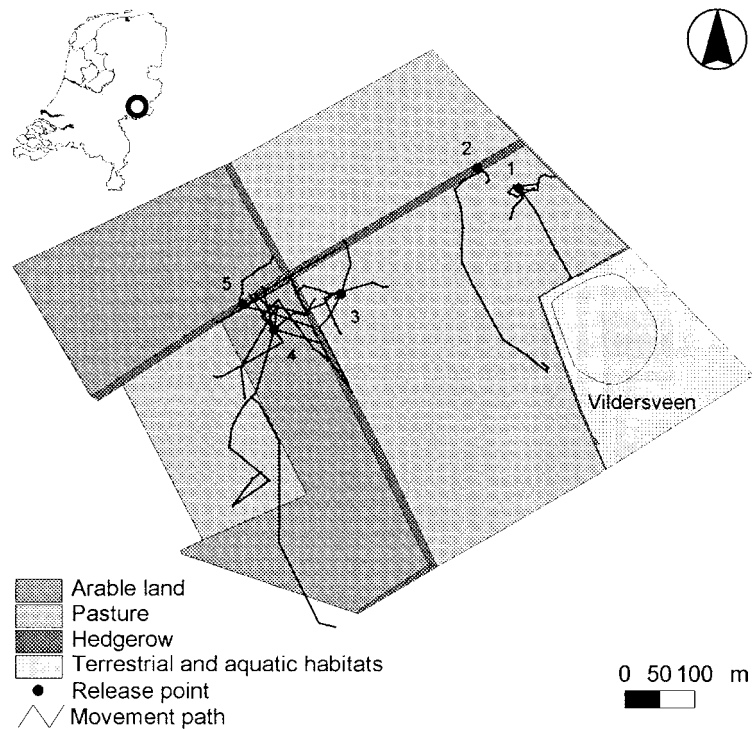 2
1
5
3
4
Vildersveen
Arable land
Pasture
Hedgerow
Terrestrial and aquatic habitats
Release point
Movement path
0 50 100 m